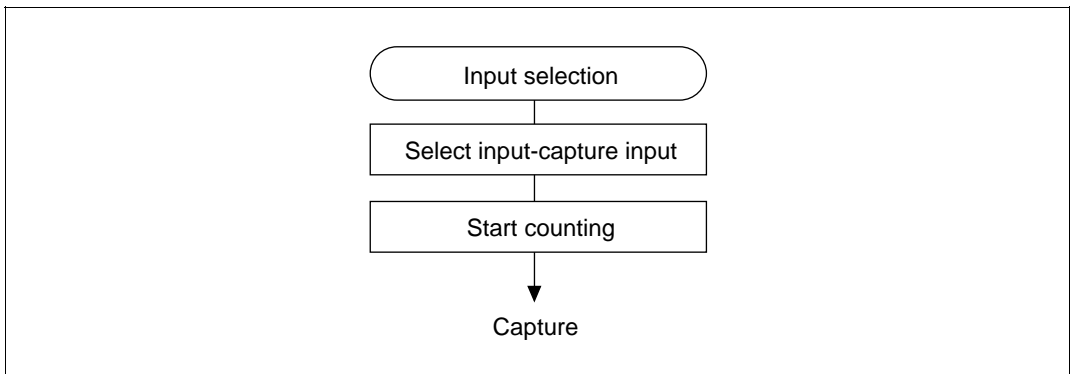 Input selection
Select input-capture input
Start counting
Capture